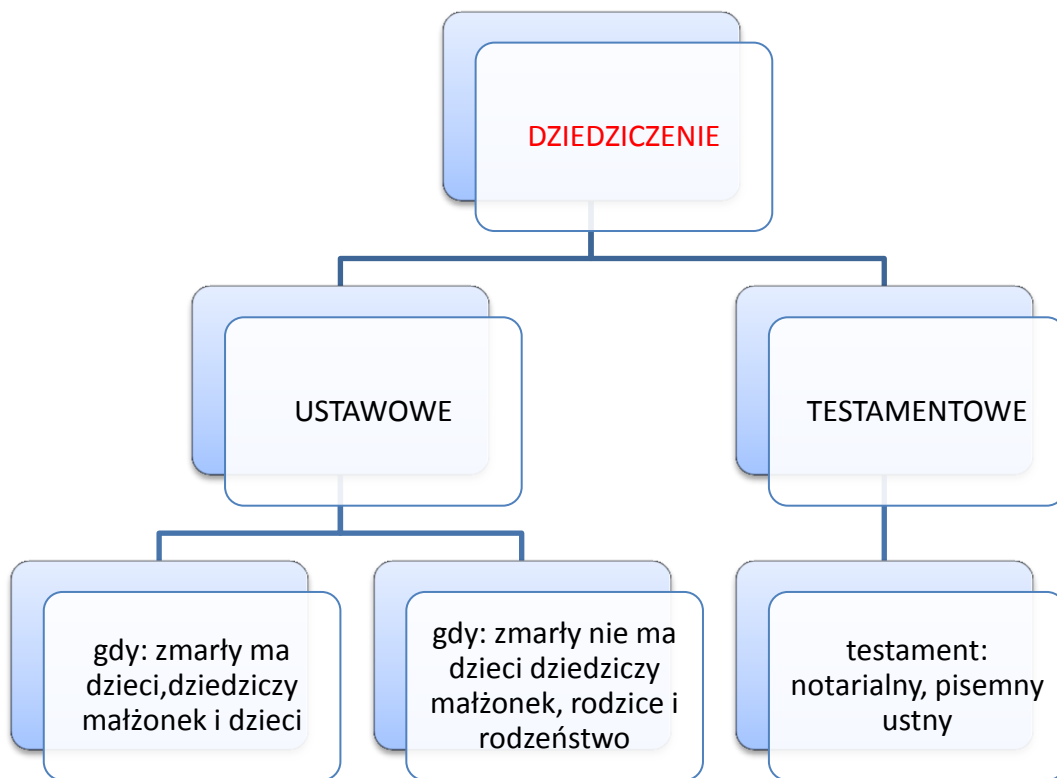 DZIEDZICZENIE
USTAWOWE
TESTAMENTOWE
gdy: zmarły ma
dzieci,dziedziczy
małżonek i dzieci
gdy: zmarły nie ma
dzieci dziedziczy
małżonek, rodzice i
rodzeństwo
testament:
notarialny, pisemny
ustny